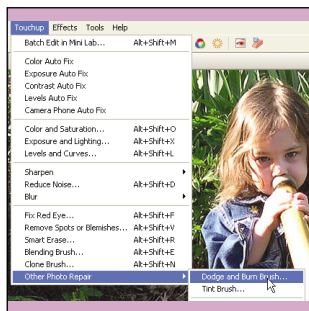 Touchup Effects Tools Help
Batch Edit in Mini Lab... Alt+Shift+M
Color Auto Fix
Exposure Auto Fix
Contrast Auto Fix
Levels Auto Fix
Camera Phone Auto Fix
Color and Saturation... Alt+Shift+O
Exposure and Lighting... Alt+Shift+X
Levels and Curves... Alt+Shift+L
Sharpen
Reduce Noise... Alt+Shift+D
Blur
Fix Red Eye... Alt+Shift+F
Remove Spots or Blemishes... Alt+Shift+V
Smart Erase... Alt+Shift+R
Blending Brush... Alt+Shift+E
Clone Brush... Alt+Shift+N
Other Photo Repair
Dodge and Burn Brush...
Tint Brush...